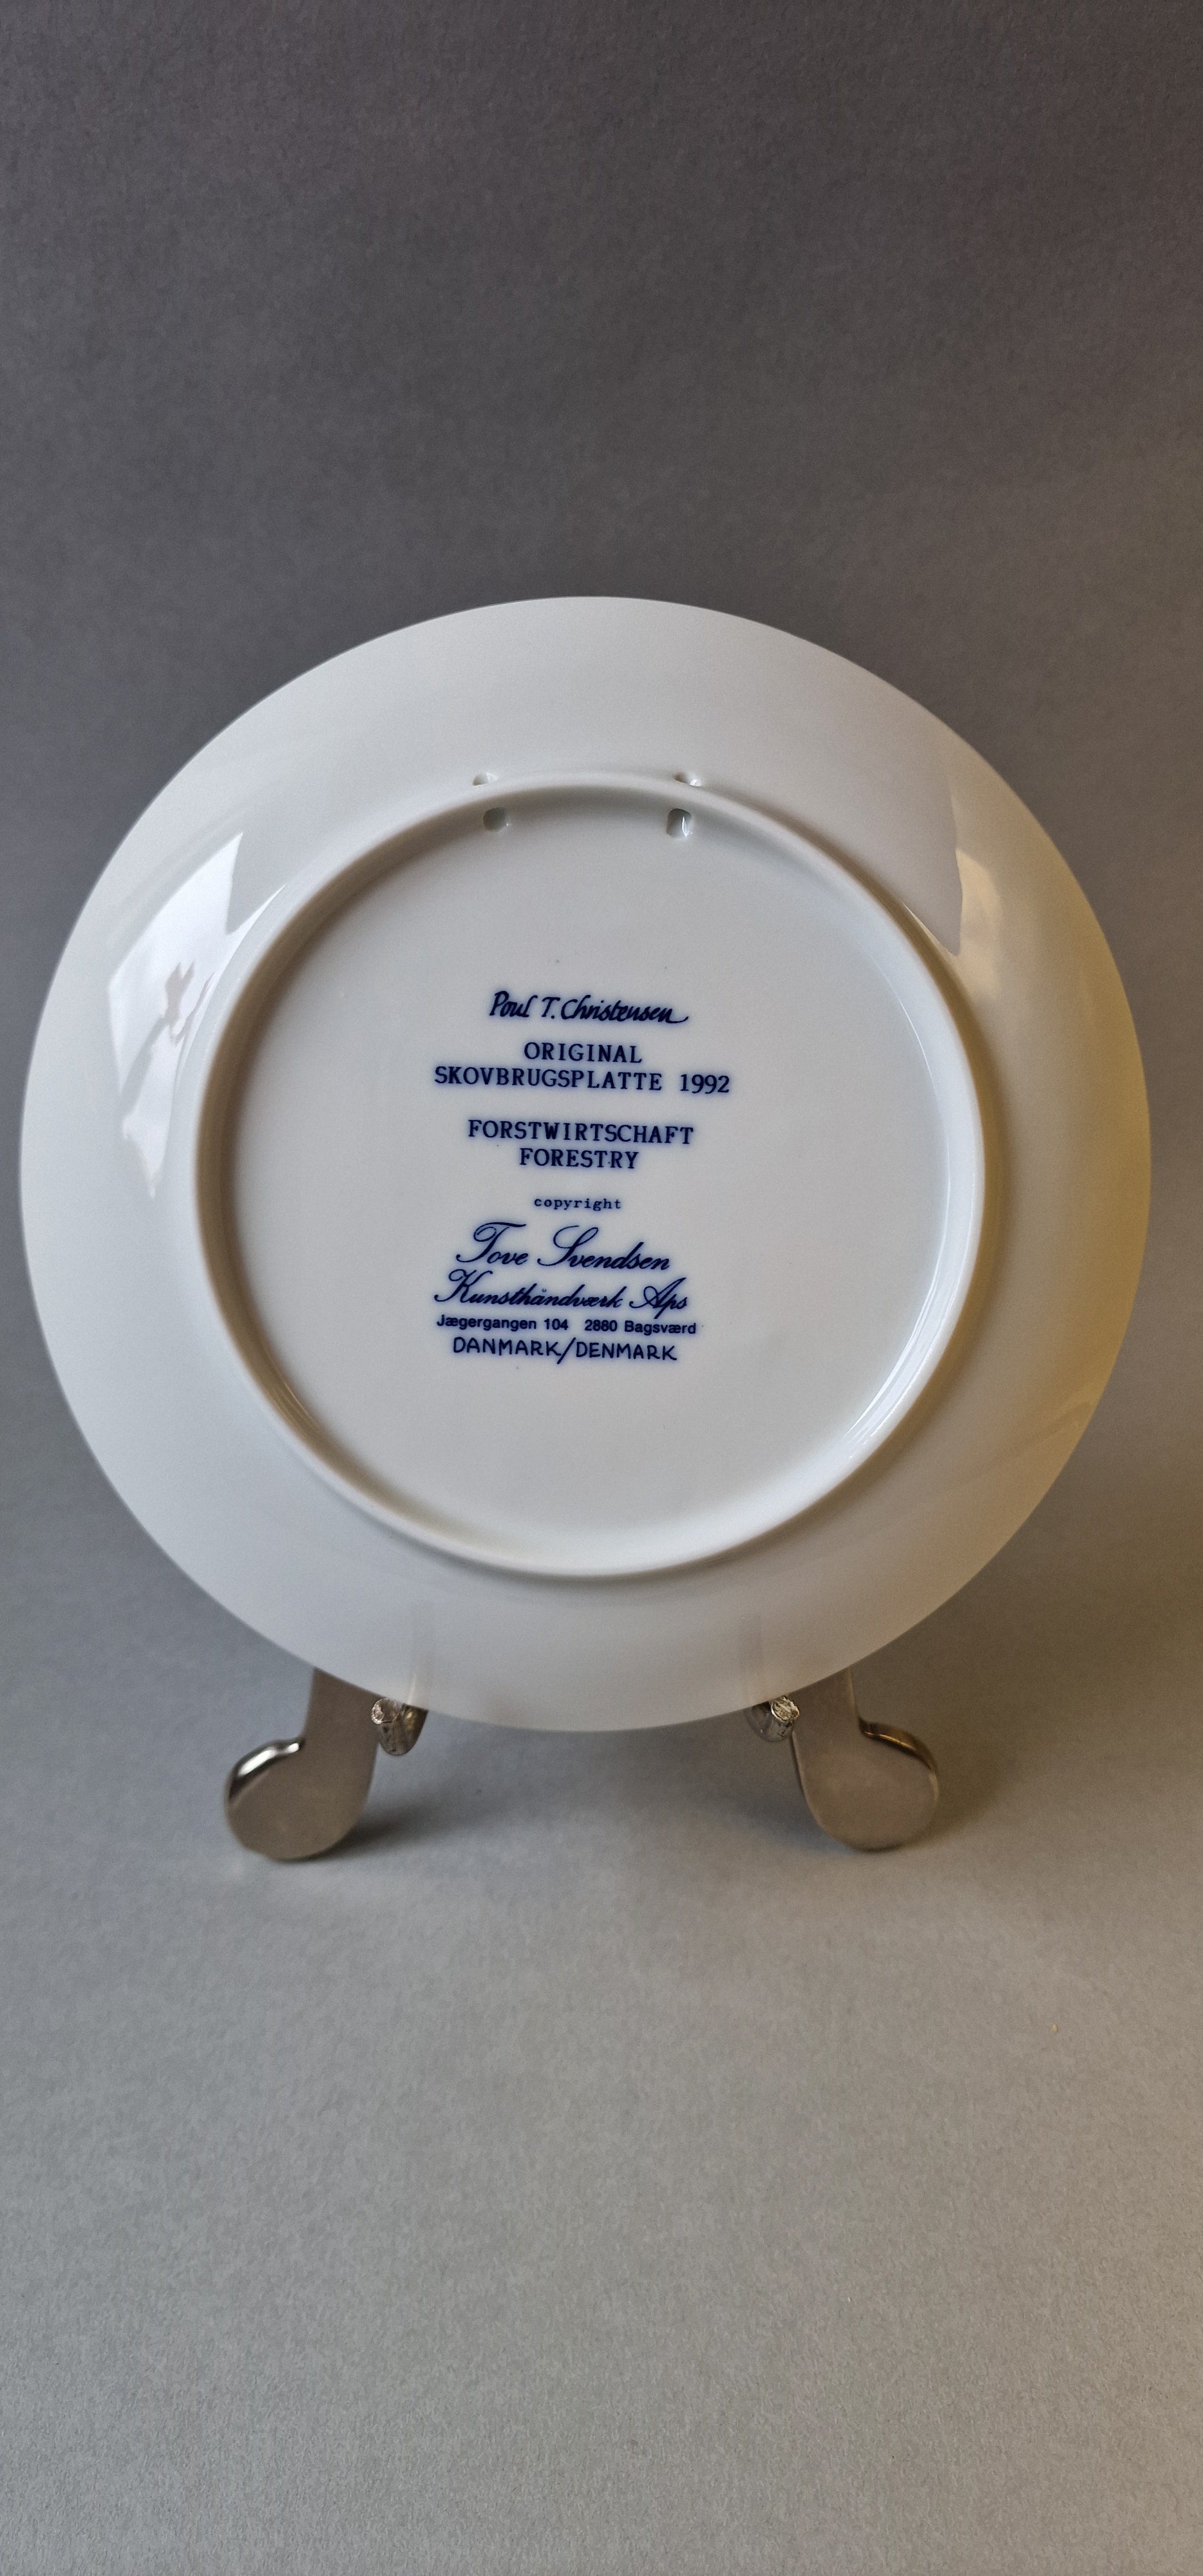 Poul T. Christensen
ORIGINAL
SKOVBRUGSPLATTE 1992
FORSTWIRTSCHAFT
FORESTRY
copyright
Tove Svendsen
Kunsthåndværk Aps
Jægergangen 104 2880 Bagsværd
DANMARK/DENMARK